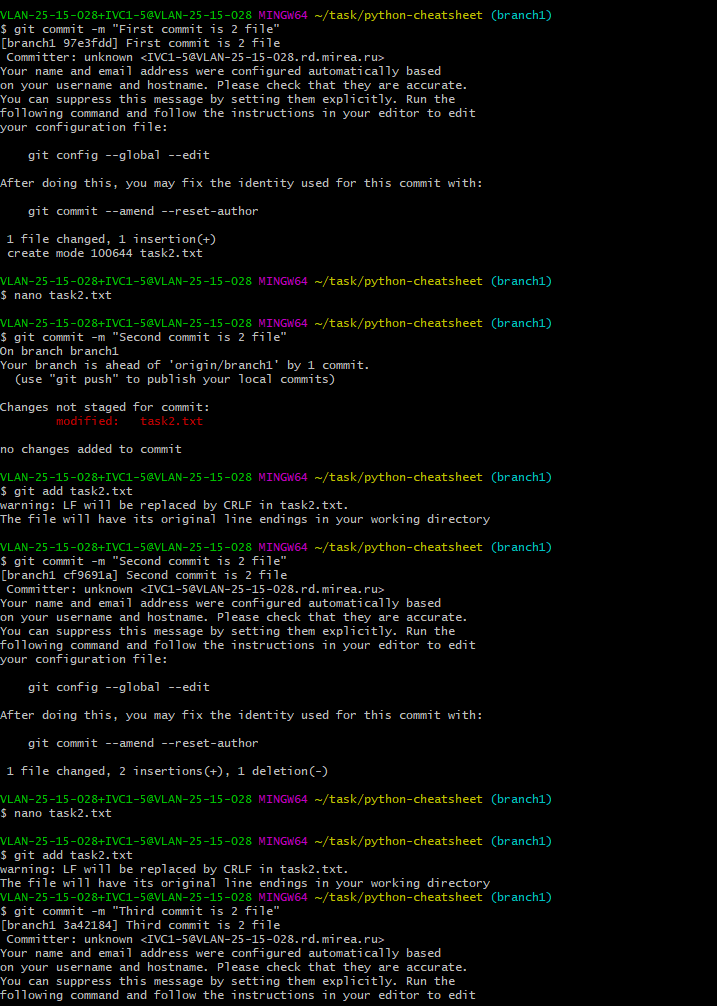 VLAN-25-15-028+IVC1-5@VLAN-25-15-028 MINGW64 ~/task/python-cheatsheet (branch1)
$ git commit -m "First commit is 2 file"
[branch1 97e3fdd] First commit is 2 file
 Committer: unknown <IVC1-5@VLAN-25-15-028.rd.mirea.ru>
Your name and email address were configured automatically based
on your username and hostname. Please check that they are accurate.
You can suppress this message by setting them explicitly. Run the
following command and follow the instructions in your editor to edit
your configuration file:

    git config --global --edit

After doing this, you may fix the identity used for this commit with:

    git commit --amend --reset-author

 1 file changed, 1 insertion(+)
 create mode 100644 task2.txt

VLAN-25-15-028+IVC1-5@VLAN-25-15-028 MINGW64 ~/task/python-cheatsheet (branch1)
$ nano task2.txt

VLAN-25-15-028+IVC1-5@VLAN-25-15-028 MINGW64 ~/task/python-cheatsheet (branch1)
$ git commit -m "Second commit is 2 file"
On branch branch1
Your branch is ahead of 'origin/branch1' by 1 commit.
  (use "git push" to publish your local commits)

Changes not staged for commit:
        modified:   task2.txt

no changes added to commit

VLAN-25-15-028+IVC1-5@VLAN-25-15-028 MINGW64 ~/task/python-cheatsheet (branch1)
$ git add task2.txt
warning: LF will be replaced by CRLF in task2.txt.
The file will have its original line endings in your working directory

VLAN-25-15-028+IVC1-5@VLAN-25-15-028 MINGW64 ~/task/python-cheatsheet (branch1)
$ git commit -m "Second commit is 2 file"
[branch1 cf9691a] Second commit is 2 file
 Committer: unknown <IVC1-5@VLAN-25-15-028.rd.mirea.ru>
Your name and email address were configured automatically based
on your username and hostname. Please check that they are accurate.
You can suppress this message by setting them explicitly. Run the
following command and follow the instructions in your editor to edit
your configuration file:

    git config --global --edit

After doing this, you may fix the identity used for this commit with:

    git commit --amend --reset-author

 1 file changed, 2 insertions(+), 1 deletion(-)

VLAN-25-15-028+IVC1-5@VLAN-25-15-028 MINGW64 ~/task/python-cheatsheet (branch1)
$ nano task2.txt

VLAN-25-15-028+IVC1-5@VLAN-25-15-028 MINGW64 ~/task/python-cheatsheet (branch1)
$ git add task2.txt
warning: LF will be replaced by CRLF in task2.txt.
The file will have its original line endings in your working directory
VLAN-25-15-028+IVC1-5@VLAN-25-15-028 MINGW64 ~/task/python-cheatsheet (branch1)
$ git commit -m "Third commit is 2 file"
[branch1 3a42184] Third commit is 2 file
 Committer: unknown <IVC1-5@VLAN-25-15-028.rd.mirea.ru>
Your name and email address were configured automatically based
on your username and hostname. Please check that they are accurate.
You can suppress this message by setting them explicitly. Run the
following command and follow the instructions in your editor to edit